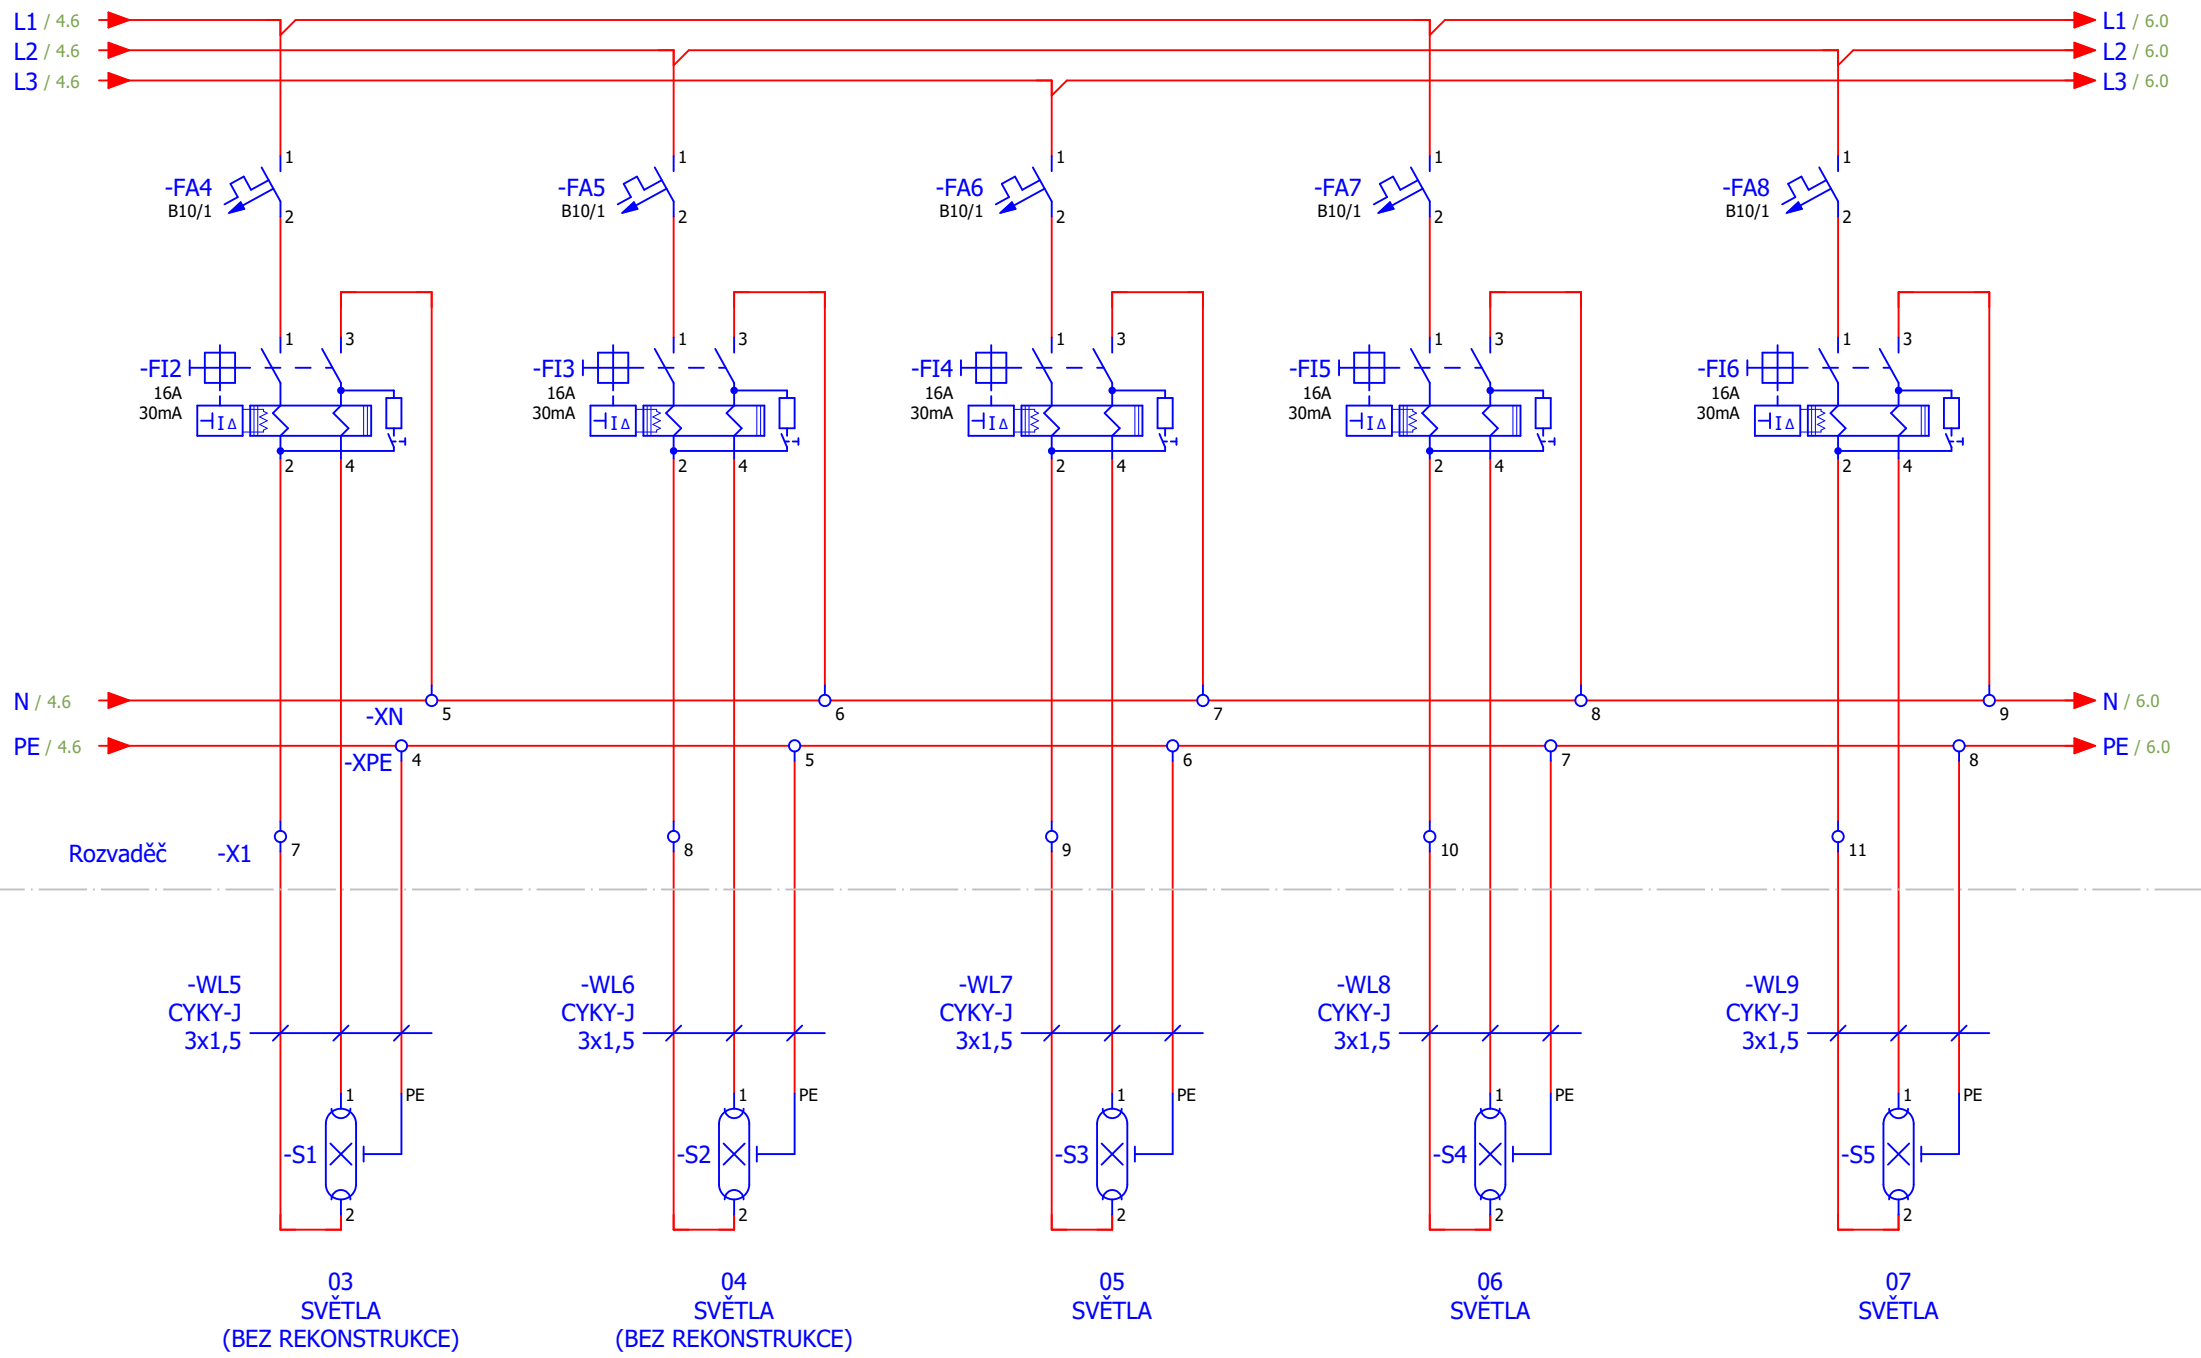 L1 / 4.6
L1 / 6.0
L2 / 4.6
L2 / 6.0
L3 / 4.6
L3 / 6.0
1 1 1 1 1
-FA4 -FA5 -FA6 -FA7 -FA8
B10/1 B10/1 B10/1 B10/1 B10/1
2 2 2 2 2
1 3 1 3 1 3 1 3 1 3
-FI2 -FI3 -FI4 -FI5 -FI6
16A 16A 16A 16A 16A
30mA 30mA 30mA 30mA 30mA
I Δ I Δ I Δ I Δ I Δ
2 4 2 4 2 4 2 4 2 4
N / 4.6
N / 6.0
-XN 5 6 7 8 9
PE / 4.6
PE / 6.0
-XPE 4 5 6 7 8
Rozvaděč -X1 7 8 9 10 11
-WL5 -WL6 -WL7 -WL8 -WL9
CYKY-J CYKY-J CYKY-J CYKY-J CYKY-J
3x1,5 3x1,5 3x1,5 3x1,5 3x1,5
1 PE 1 PE 1 PE 1 PE 1 PE
-S1 -S2 -S3 -S4 -S5
2 2 2 2 2
03 04 05 06 07
SVĚTLA SVĚTLA SVĚTLA SVĚTLA SVĚTLA
(BEZ REKONSTRUKCE) (BEZ REKONSTRUKCE)